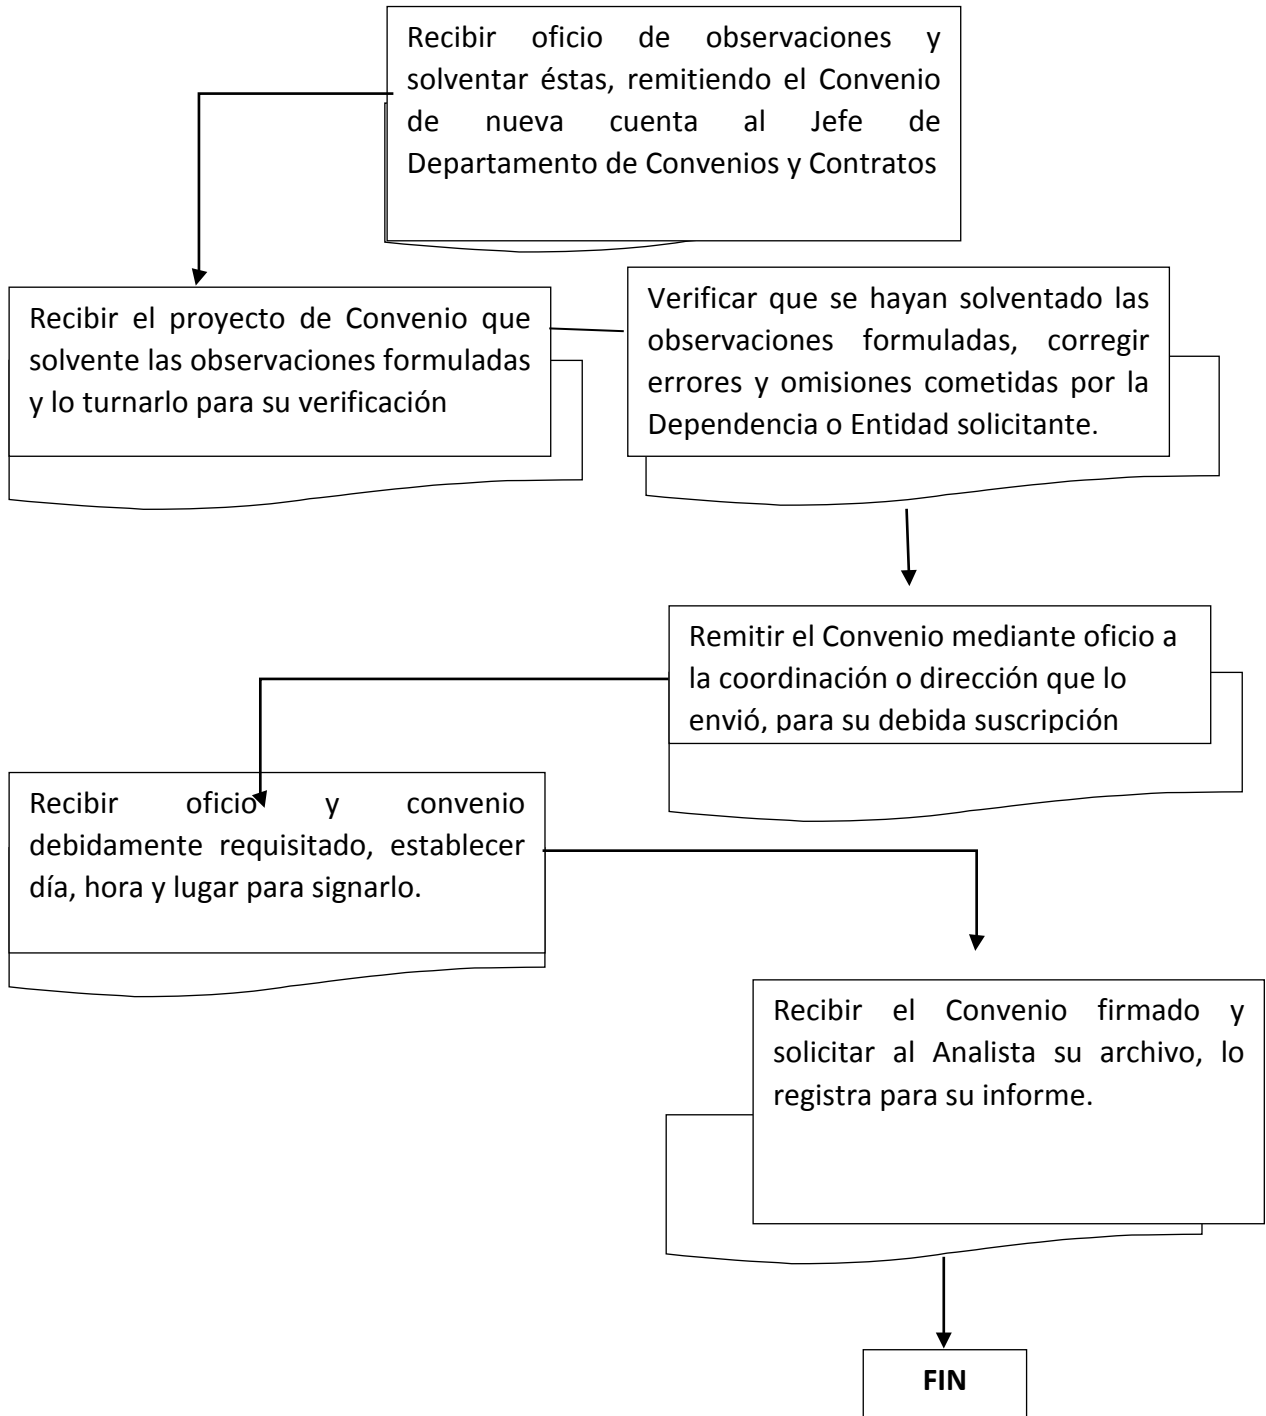 Recibir oficio de observaciones y
solventar éstas, remitiendo el Convenio
de nueva cuenta al Jefe de
Departamento de Convenios y Contratos
Recibir el proyecto de Convenio que
solvente las observaciones formuladas
y lo turnarlo para su verificación
Verificar que se hayan solventado las
observaciones formuladas, corregir
errores y omisiones cometidas por la
Dependencia o Entidad solicitante.
Remitir el Convenio mediante oficio a
la coordinación o dirección que lo
envió, para su debida suscripción
Recibir oficio y convenio
debidamente requisitado, establecer
día, hora y lugar para signarlo.
Recibir el Convenio firmado y
solicitar al Analista su archivo, lo
registra para su informe.
FIN